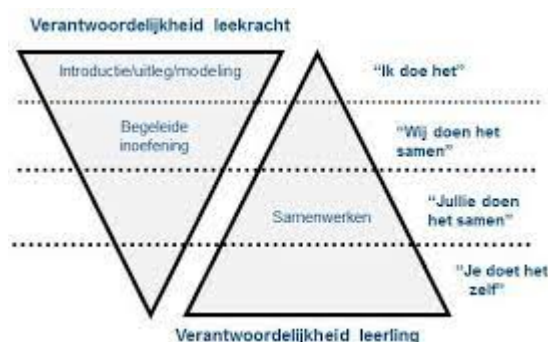 Verantwoordelijkheid leekracht
Introductie/uitleg/modeling
"Ik doe het"
Begeleide
inoefening
"Wij doen het
samen"
Samenwerken
"Jullie doen
het samen"
"Je doet het
zelf"
Verantwoordelijkheid leerling